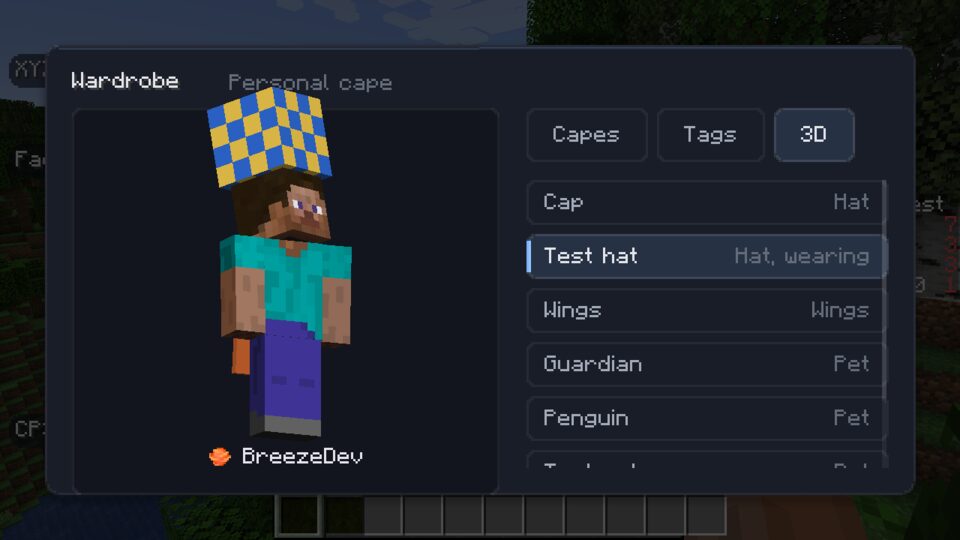 Wardrobe
Personal cape
Capes
Tags
3D
Cap
Hat
Test hat
Hat, wearing
Wings
Wings
Guardian
Pet
Penguin
Pet
BreezeDev